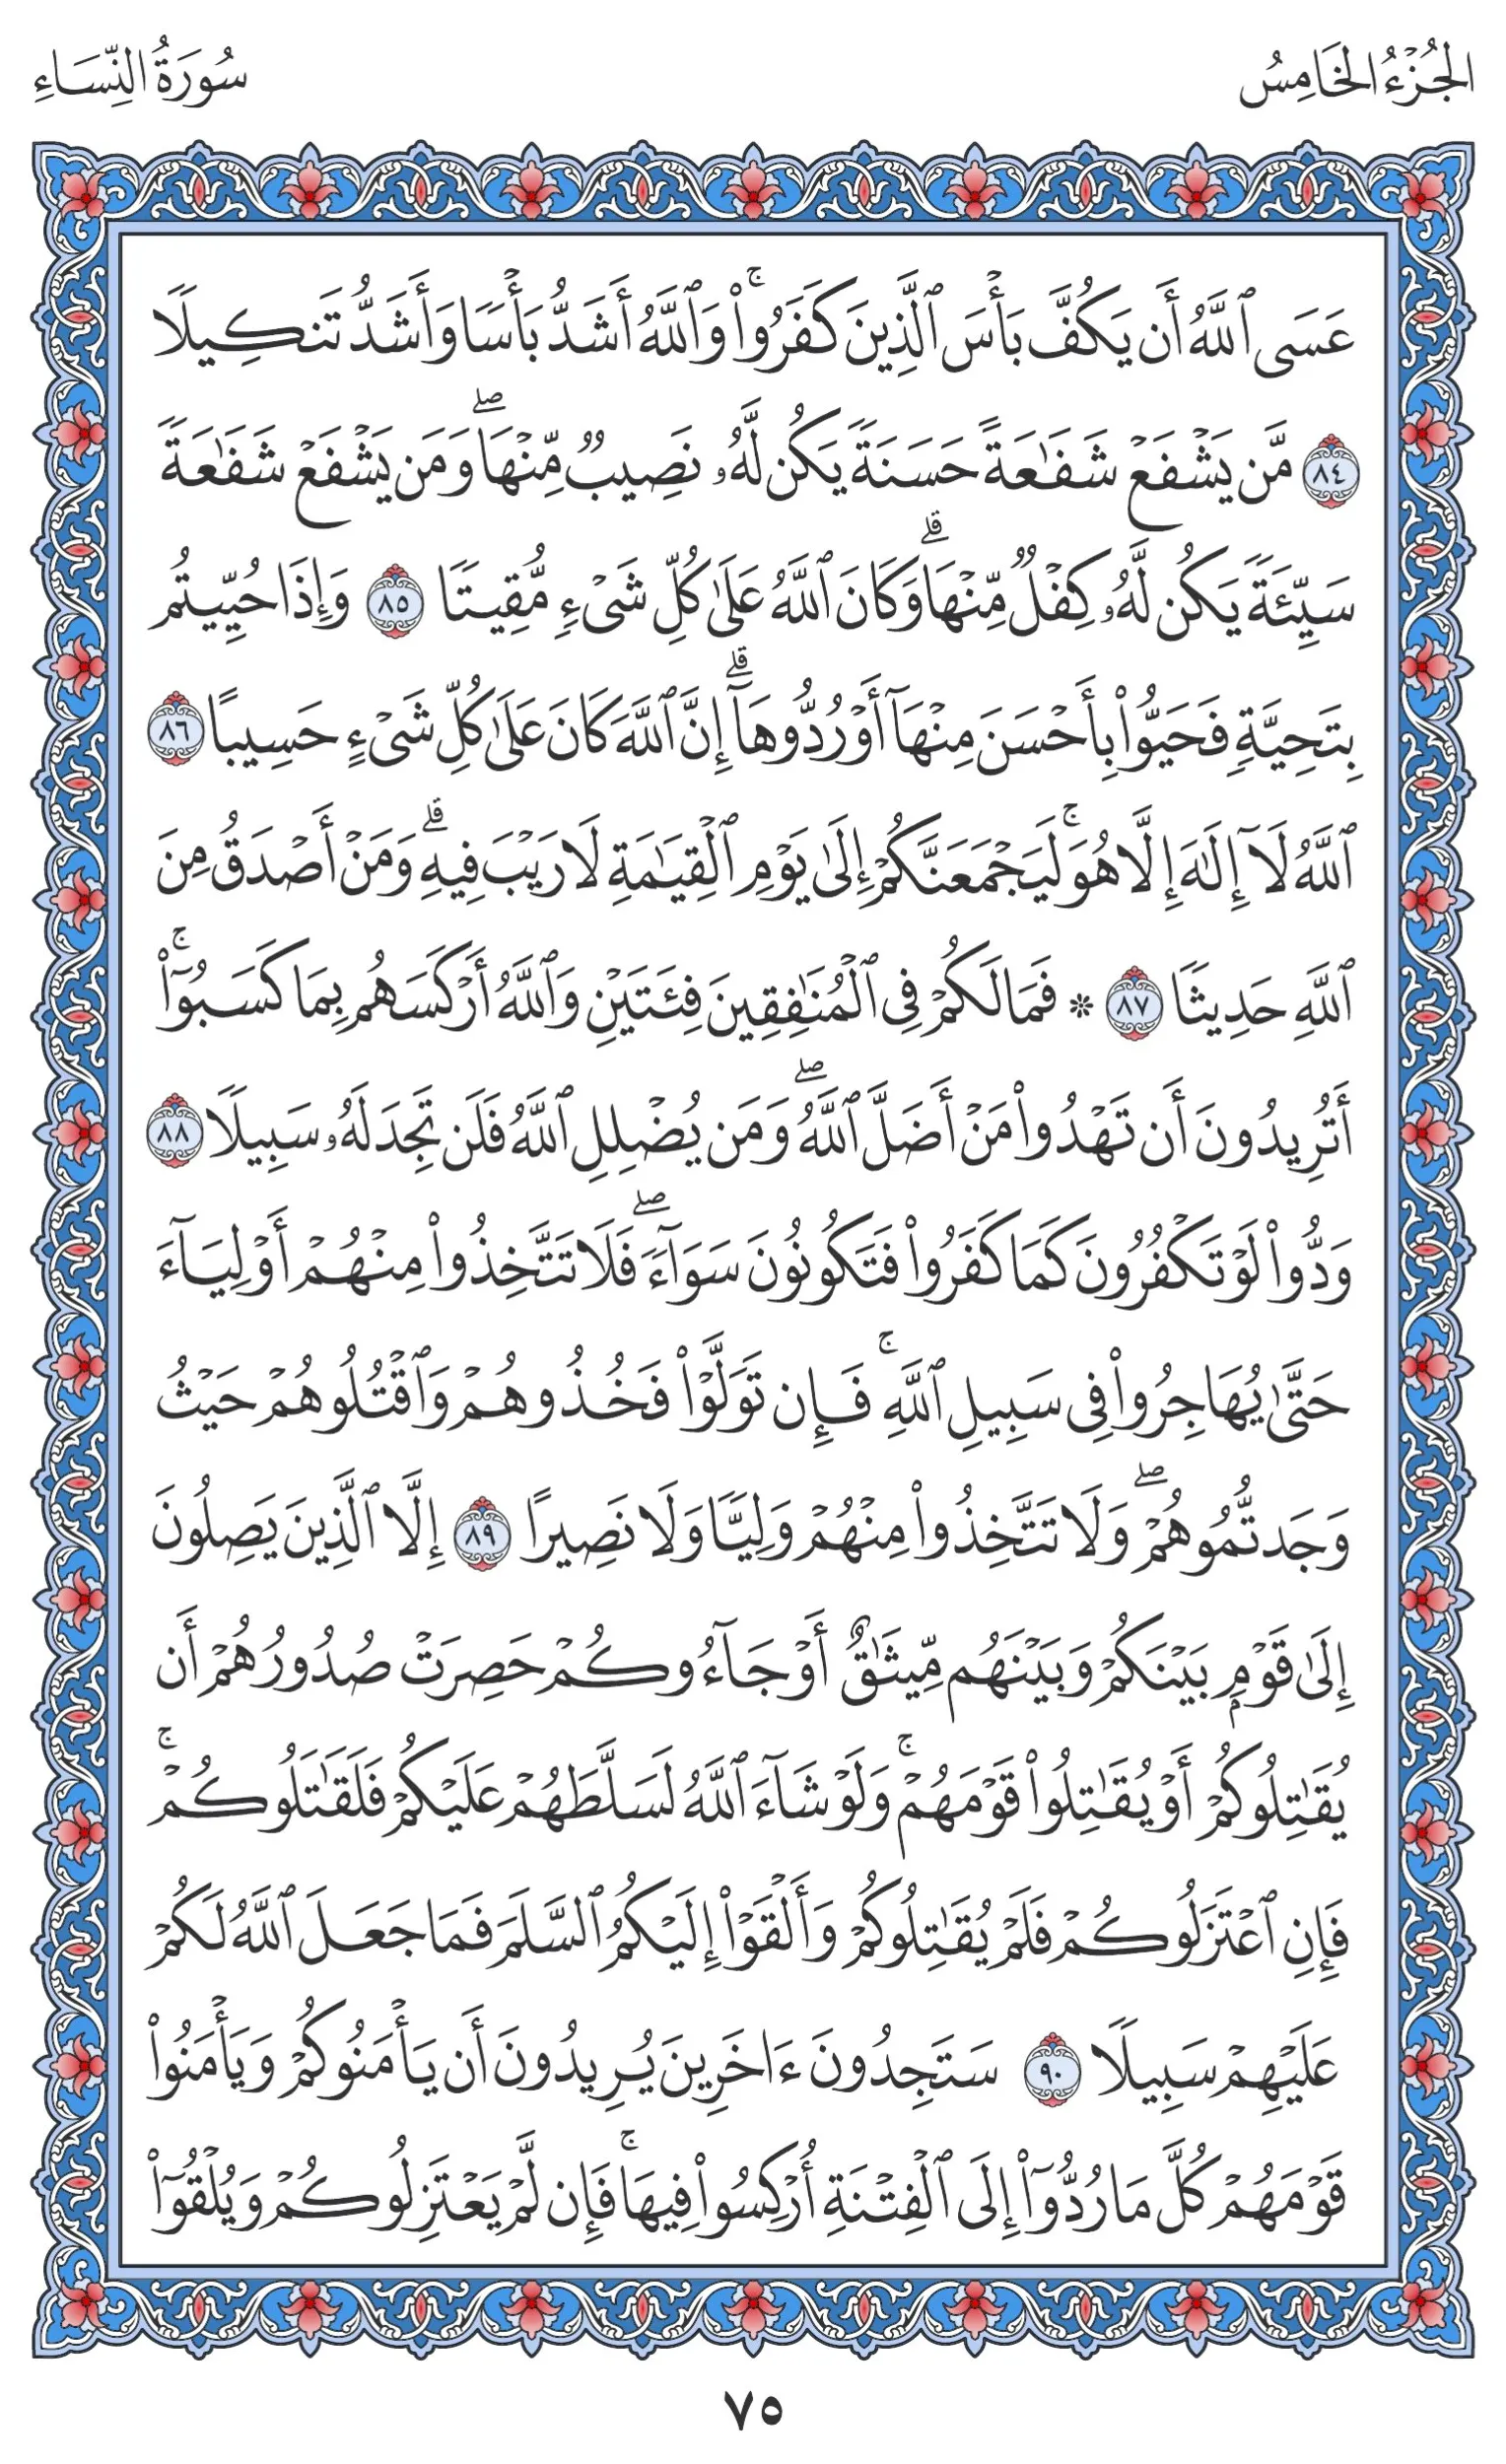 الجُزْءُ الخَامِسُ
سُورَةُ النِّسَاءِ
عَسَى ٱللَّهُ أَن يَكُفَّ بَأْسَ ٱلَّذِينَ كَفَرُوا۟ۚ وَٱللَّهُ أَشَدُّ بَأْسًا وَأَشَدُّ تَنكِيلًا
٨٤ مَّن يَشْفَعْ شَفَٰعَةً حَسَنَةً يَكُن لَّهُۥ نَصِيبٌ مِّنْهَاۖ وَمَن يَشْفَعْ شَفَٰعَةً
سَيِّئَةً يَكُن لَّهُۥ كِفْلٌ مِّنْهَاۗ وَكَانَ ٱللَّهُ عَلَىٰ كُلِّ شَىْءٍ مُّقِيتًا ٨٥ وَإِذَا حُيِّيتُم
بِتَحِيَّةٍ فَحَيُّوا۟ بِأَحْسَنَ مِنْهَآ أَوْ رُدُّوهَآۗ إِنَّ ٱللَّهَ كَانَ عَلَىٰ كُلِّ شَىْءٍ حَسِيبًا ٨٦
ٱللَّهُ لَآ إِلَٰهَ إِلَّا هُوَۚ لَيَجْمَعَنَّكُمْ إِلَىٰ يَوْمِ ٱلْقِيَٰمَةِ لَا رَيْبَ فِيهِۗ وَمَنْ أَصْدَقُ مِنَ
ٱللَّهِ حَدِيثًا ٨٧ ۞ فَمَا لَكُمْ فِى ٱلْمُنَٰفِقِينَ فِئَتَيْنِ وَٱللَّهُ أَرْكَسَهُم بِمَا كَسَبُوٓا۟ۚ
أَتُرِيدُونَ أَن تَهْدُوا۟ مَنْ أَضَلَّ ٱللَّهُۖ وَمَن يُضْلِلِ ٱللَّهُ فَلَن تَجِدَ لَهُۥ سَبِيلًا ٨٨
وَدُّوا۟ لَوْ تَكْفُرُونَ كَمَا كَفَرُوا۟ فَتَكُونُونَ سَوَآءًۖ فَلَا تَتَّخِذُوا۟ مِنْهُمْ أَوْلِيَآءَ
حَتَّىٰ يُهَاجِرُوا۟ فِى سَبِيلِ ٱللَّهِۚ فَإِن تَوَلَّوْا۟ فَخُذُوهُمْ وَٱقْتُلُوهُمْ حَيْثُ
وَجَدتُّمُوهُمْۖ وَلَا تَتَّخِذُوا۟ مِنْهُمْ وَلِيًّا وَلَا نَصِيرًا ٨٩ إِلَّا ٱلَّذِينَ يَصِلُونَ
إِلَىٰ قَوْمٍۭ بَيْنَكُمْ وَبَيْنَهُم مِّيثَٰقٌ أَوْ جَآءُوكُمْ حَصِرَتْ صُدُورُهُمْ أَن
يُقَٰتِلُوكُمْ أَوْ يُقَٰتِلُوا۟ قَوْمَهُمْۚ وَلَوْ شَآءَ ٱللَّهُ لَسَلَّطَهُمْ عَلَيْكُمْ فَلَقَٰتَلُوكُمْۚ
فَإِنِ ٱعْتَزَلُوكُمْ فَلَمْ يُقَٰتِلُوكُمْ وَأَلْقَوْا۟ إِلَيْكُمُ ٱلسَّلَمَ فَمَا جَعَلَ ٱللَّهُ لَكُمْ
عَلَيْهِمْ سَبِيلًا ٩٠ سَتَجِدُونَ ءَاخَرِينَ يُرِيدُونَ أَن يَأْمَنُوكُمْ وَيَأْمَنُوا۟
قَوْمَهُمْ كُلَّ مَا رُدُّوٓا۟ إِلَى ٱلْفِتْنَةِ أُرْكِسُوا۟ فِيهَاۚ فَإِن لَّمْ يَعْتَزِلُوكُمْ وَيُلْقُوٓا۟
٧٥